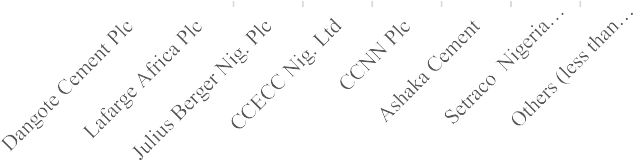 Dangote Cement Plc
Lafarge Africa Plc
Julius Berger Nig. Plc
CCECC Nig. Ltd
CCNN Plc
Ashaka Cement
Setraco Nigeria…
Others (less than…